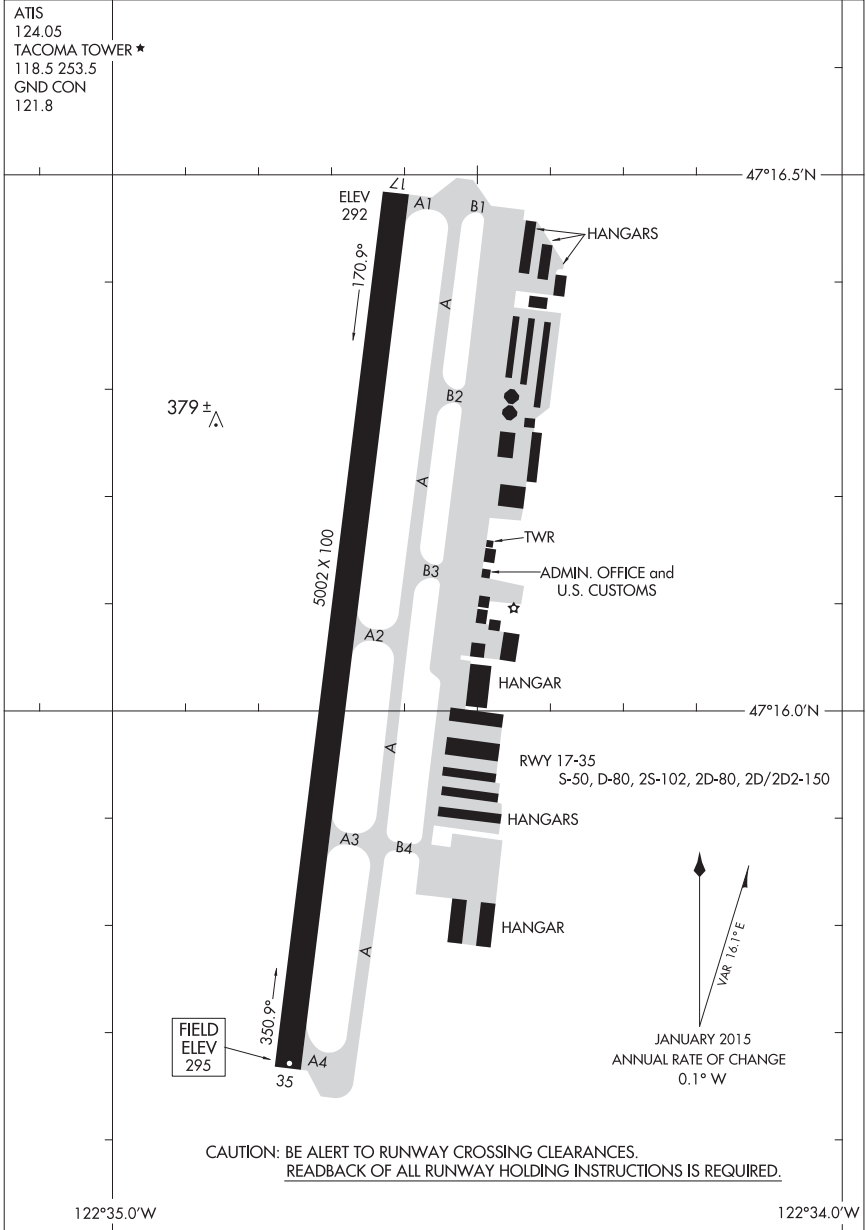 ATIS
124.05
TACOMA TOWER ★
118.5 253.5
GND CON
121.8
47°16.5'N
17
ELEV
292
A1
B1
HANGARS
170.9°
A
379 ±
B2
A
5002 X 100
TWR
B3
ADMIN. OFFICE and
U.S. CUSTOMS
A2
HANGAR
47°16.0'N
A
RWY 17-35
S-50, D-80, 2S-102, 2D-80, 2D/2D2-150
HANGARS
A3
B4
HANGAR
VAR 16.1° E
A
350.9°
FIELD
ELEV
295
A4
35
JANUARY 2015
ANNUAL RATE OF CHANGE
0.1° W
CAUTION: BE ALERT TO RUNWAY CROSSING CLEARANCES.
READBACK OF ALL RUNWAY HOLDING INSTRUCTIONS IS REQUIRED.
122°35.0'W
122°34.0'W